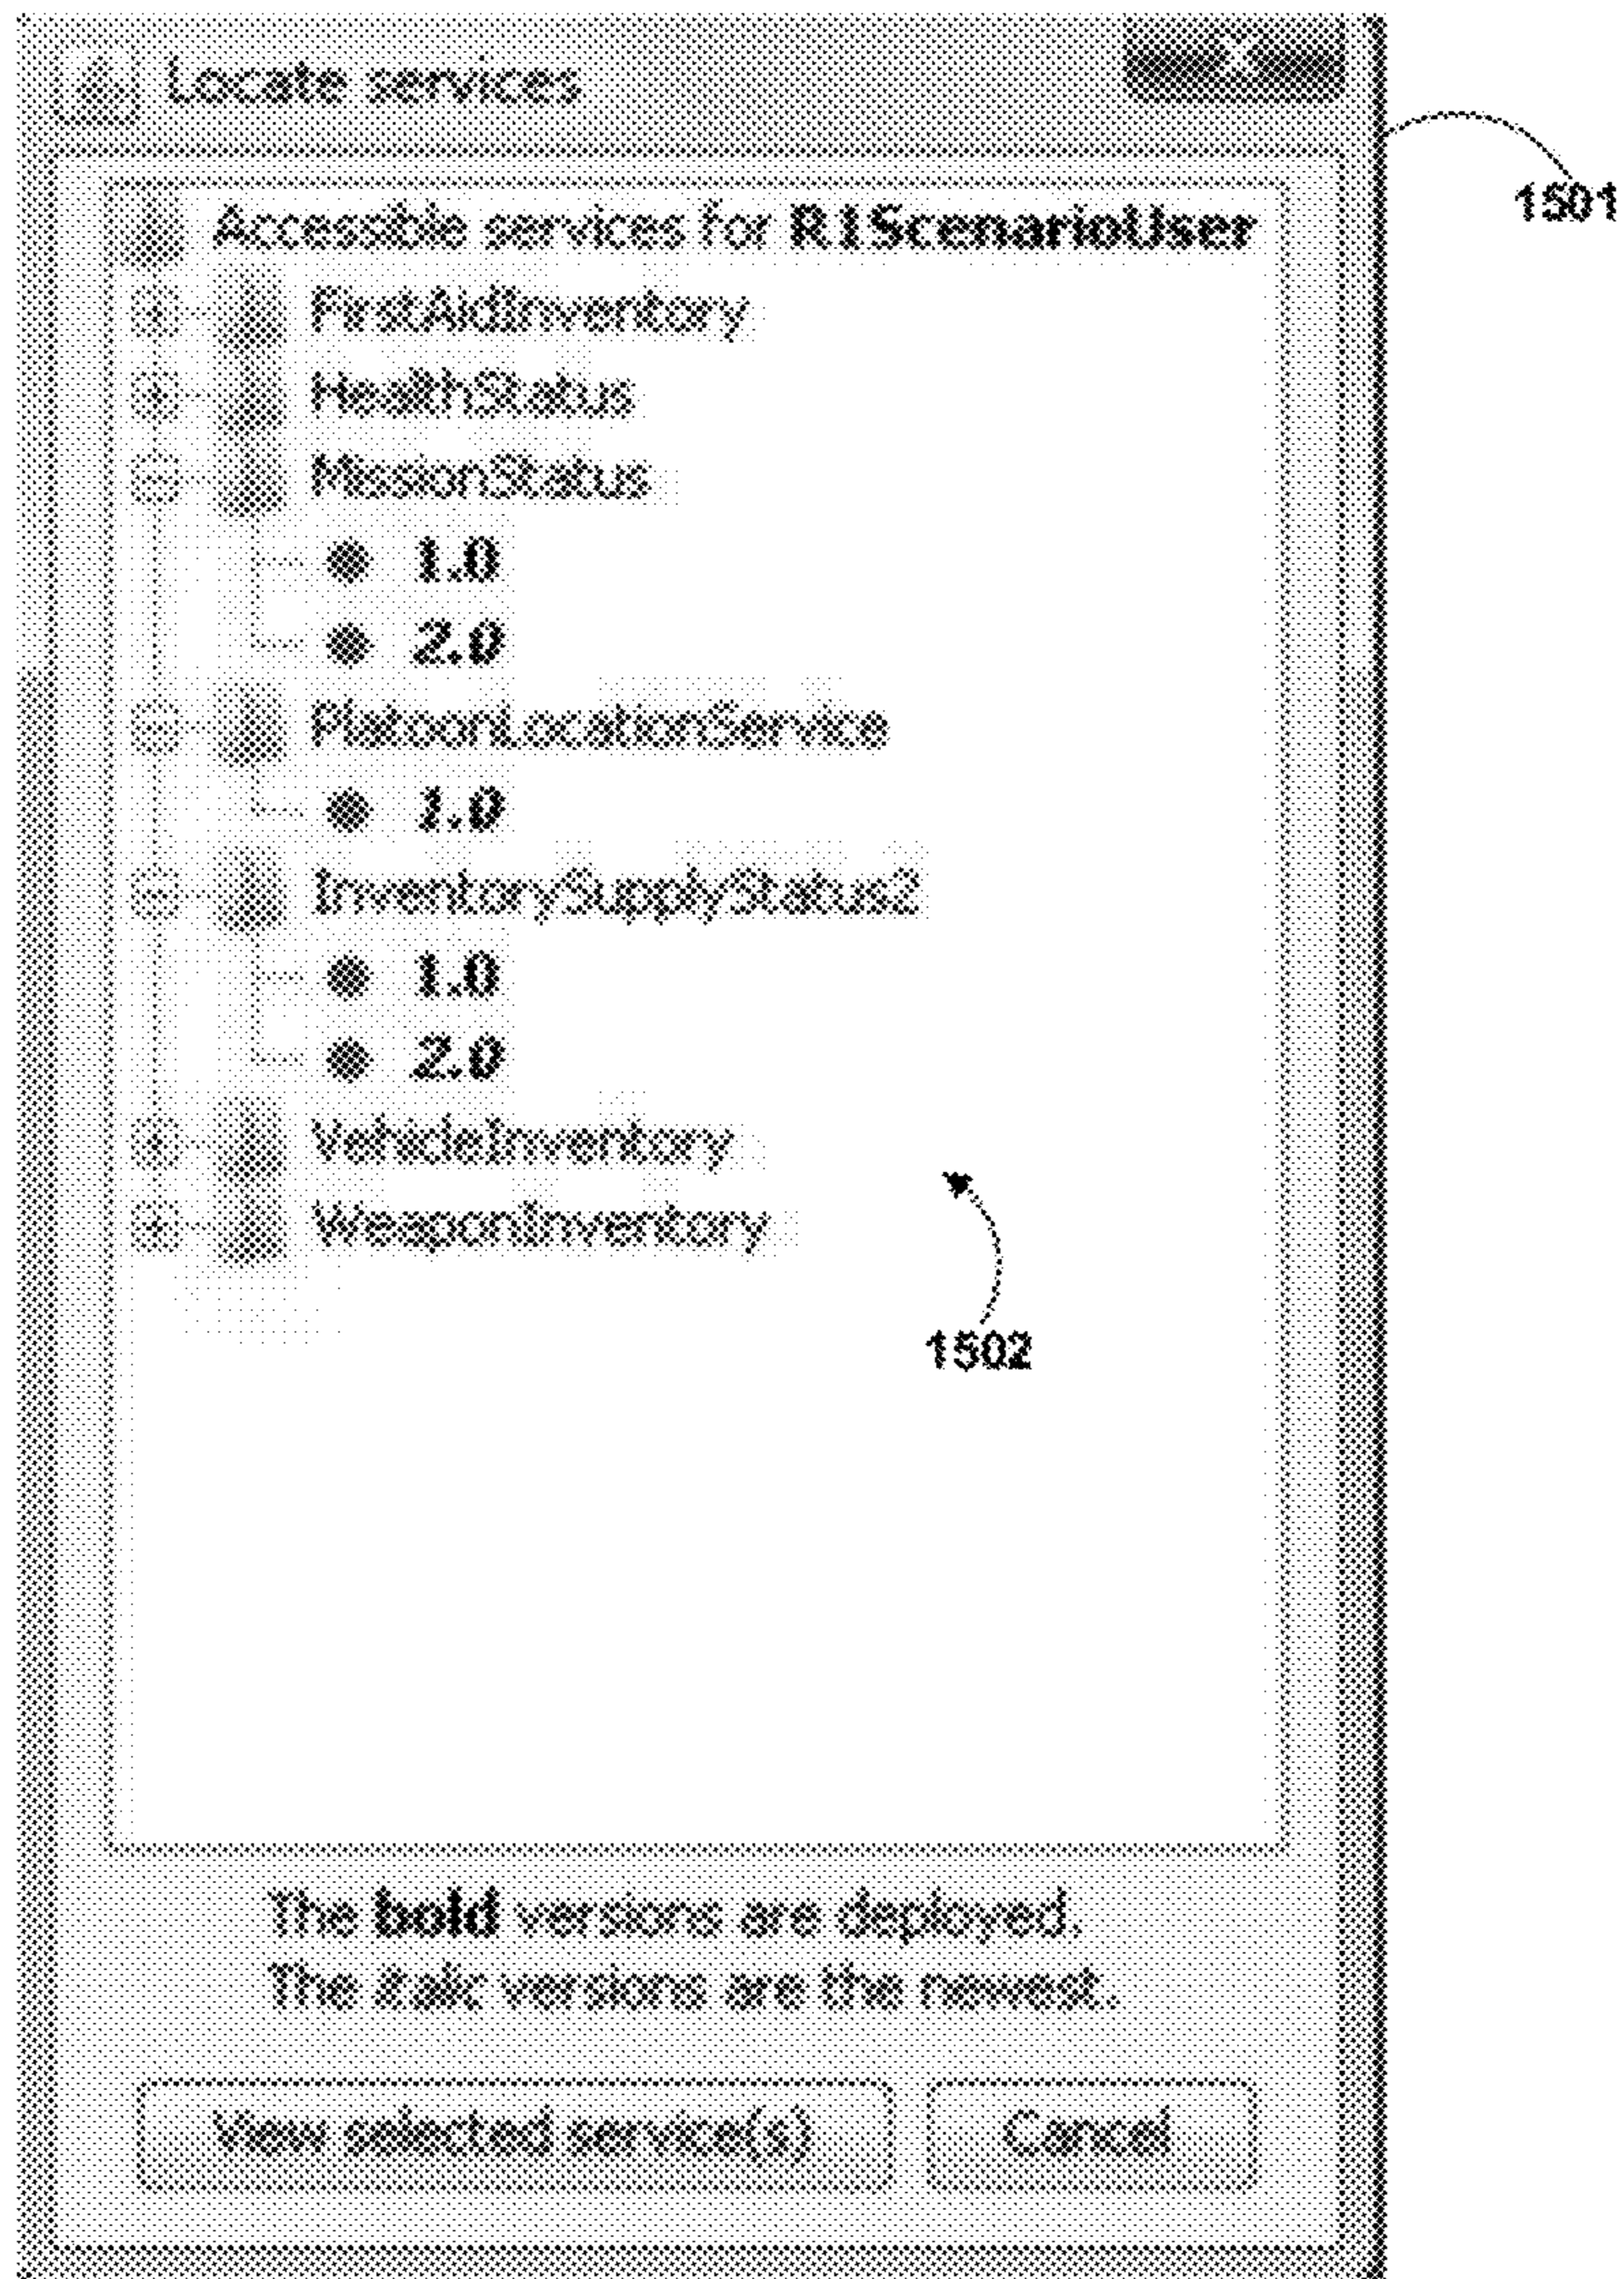 Locate services
X
1501
Accessible services for R1ScenarioUser
FirstAidInventory
HealthStatus
MissionStatus
1.0
2.0
PlatoonLocationService
1.0
InventorySupplyStatus2
1.0
2.0
VehicleInventory
WeaponInventory
1502
The bold versions are deployed.
The italic versions are the newest.
View selected service(s)
Cancel